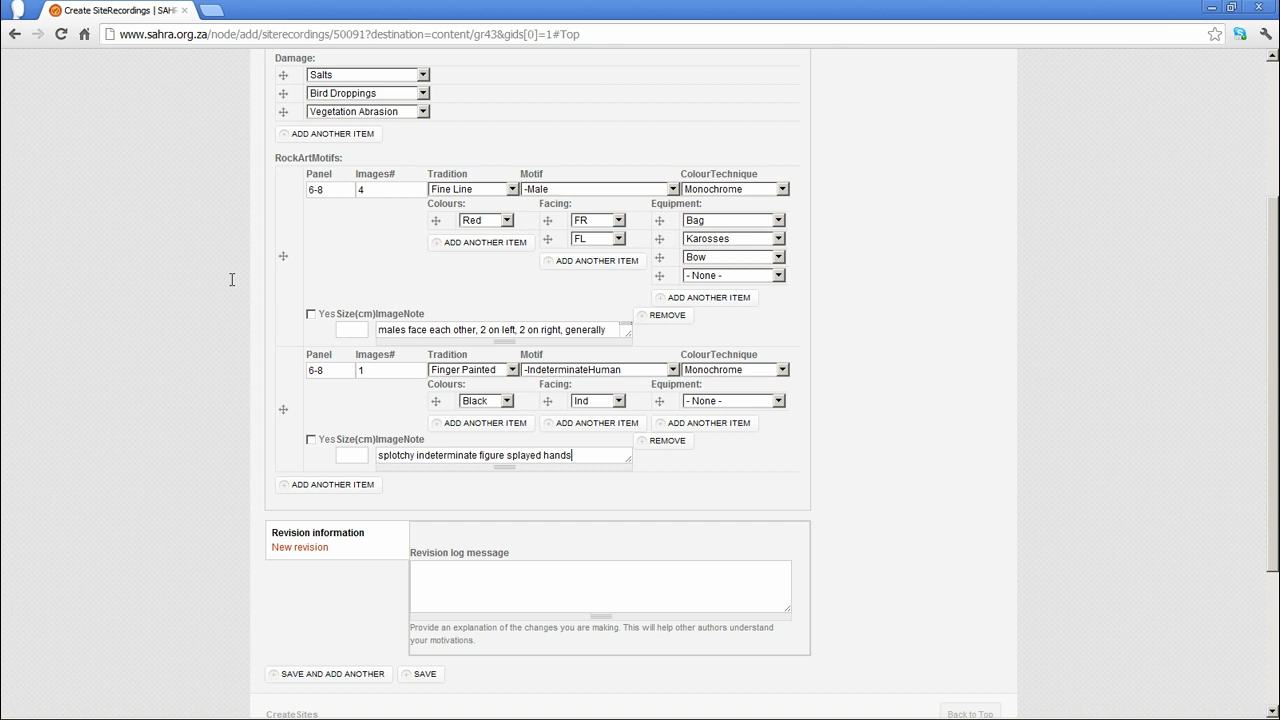 Create SiteRecordings | SAHR
www.sahra.org.za/node/add/siterecordings/50091?destination=content/gr43&gids[0]=1#Top
Damage:
Salts
Bird Droppings
Vegetation Abrasion
ADD ANOTHER ITEM
RockArtMotifs:
Panel Images# Tradition Motif ColourTechnique
6-8 4 Fine Line -Male Monochrome
Colours: Facing: Equipment:
Red FR Bag
ADD ANOTHER ITEM FL Karosses
ADD ANOTHER ITEM Bow
- None -
ADD ANOTHER ITEM
Yes Size(cm) ImageNote REMOVE
males face each other, 2 on left, 2 on right, generally
Panel Images# Tradition Motif ColourTechnique
6-8 1 Finger Painted -IndeterminateHuman Monochrome
Colours: Facing: Equipment:
Black Ind - None -
ADD ANOTHER ITEM ADD ANOTHER ITEM ADD ANOTHER ITEM
Yes Size(cm) ImageNote REMOVE
splotchy indeterminate figure splayed hands
ADD ANOTHER ITEM
Revision information
New revision
Revision log message
Provide an explanation of the changes you are making. This will help other authors understand
your motivations.
SAVE AND ADD ANOTHER SAVE
CreateSites Back to Top